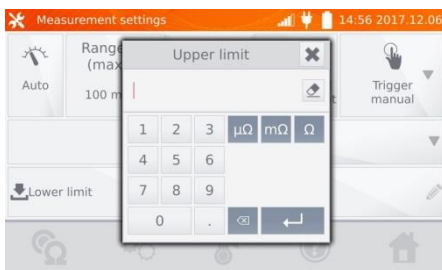 Measurement settings 14:56 2017.12.06
Upper limit
Range
(max
100 m
Auto
Trigger
manual
1 2 3 µΩ mΩ Ω
4 5 6
7 8 9
0 .
Lower limit